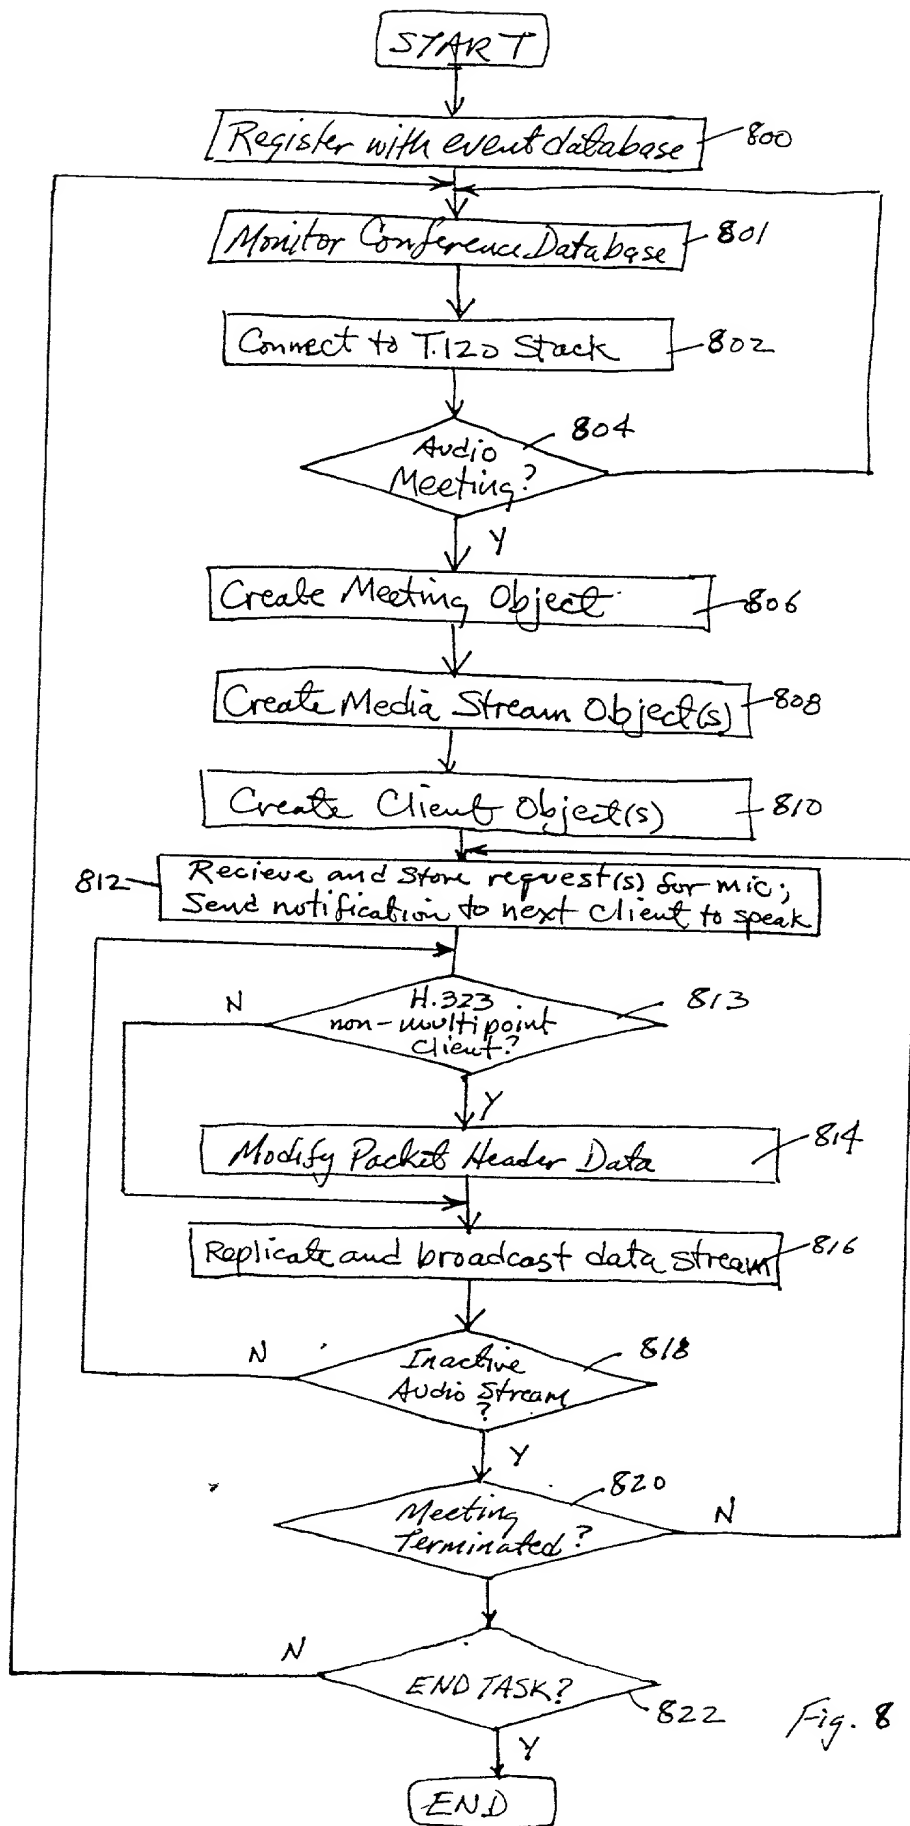 START
Register with event database
800
Monitor Conference Database
801
Connect to T.120 Stack
802
804
Audio
Meeting?
Y
Create Meeting Object
806
Create Media Stream Object(s)
808
Create Client Object(s)
810
812
Recieve and Store request(s) for mic;
Send notification to next client to speak
N
H.323
non-multipoint
Client?
813
Y
Modify Packet Header Data
814
Replicate and broadcast data stream
816
N
Inactive
Audio Stream
?
818
Y
820
Meeting
Terminated?
N
N
END TASK?
822
Y
Fig. 8
END